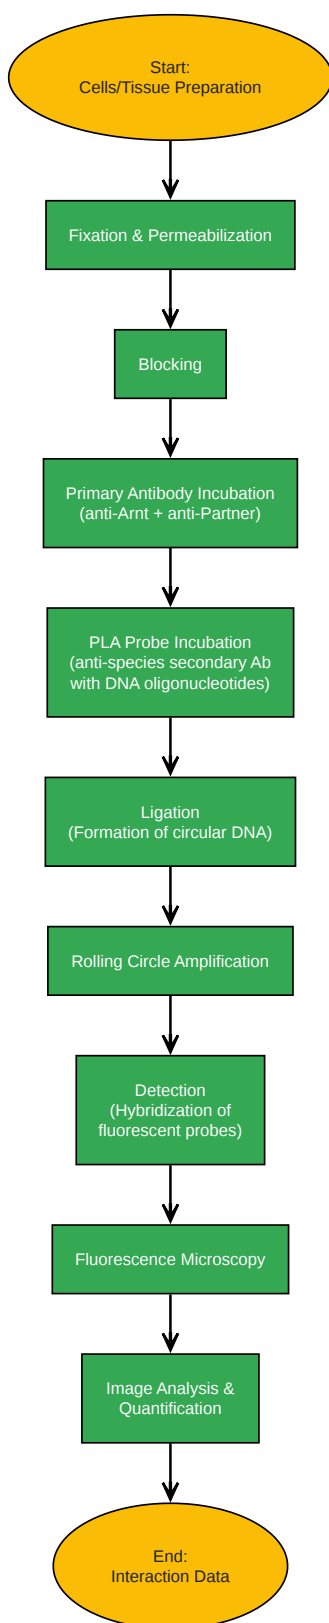 Start:
Cells/Tissue Preparation
Fixation & Permeabilization
Blocking
Primary Antibody Incubation
(anti-Arnt + anti-Partner)
PLA Probe Incubation
(anti-species secondary Ab
with DNA oligonucleotides)
Ligation
(Formation of circular DNA)
Rolling Circle Amplification
Detection
(Hybridization of
fluorescent probes)
Fluorescence Microscopy
Image Analysis &
Quantification
End:
Interaction Data